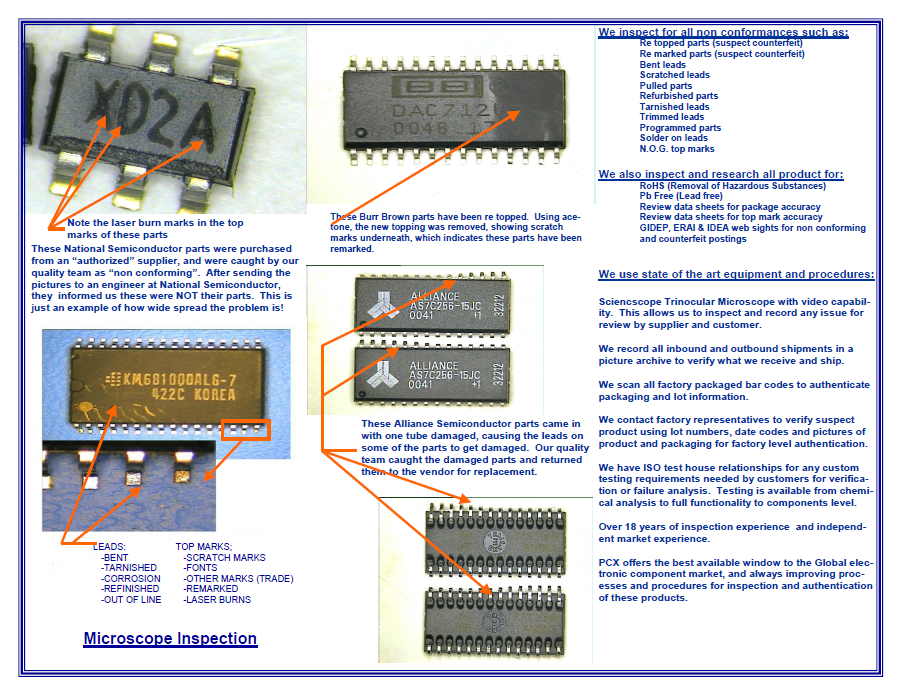 XD2A
Note the laser burn marks in the top
marks of these parts
These National Semiconductor parts were purchased
from an “authorized” supplier, and were caught by our
quality team as “non conforming”.  After sending the
pictures to an engineer at National Semiconductor,
they  informed us these were NOT their parts.  This is
just an example of how wide spread the problem is!
KM681000ALG-7
422C KOREA
LEADS:
-BENT
-TARNISHED
-CORROSION
-REFINISHED
-OUT OF LINE
TOP MARKS;
-SCRATCH MARKS
-FONTS
-OTHER MARKS (TRADE)
-REMARKED
-LASER BURNS
Microscope Inspection
BB
DAC712
0046
These Burr Brown parts have been re topped.  Using ace-
tone, the new topping was removed, showing scratch
marks underneath, which indicates these parts have been
remarked.
ALLIANCE
AS7C256-15JC
0041 +1
32212
ALLIANCE
AS7C256-15JC
0041 +1
32212
These Alliance Semiconductor parts came in
with one tube damaged, causing the leads on
some of the parts to get damaged.  Our quality
team caught the damaged parts and returned
them to the vendor for replacement.
We inspect for all non conformances such as:
Re topped parts (suspect counterfeit)
Re marked parts (suspect counterfeit)
Bent leads
Scratched leads
Pulled parts
Refurbished parts
Tarnished leads
Trimmed leads
Programmed parts
Solder on leads
N.O.G. top marks
We also inspect and research all product for:
RoHS (Removal of Hazardous Substances)
Pb Free (Lead free)
Review data sheets for package accuracy
Review data sheets for top mark accuracy
GIDEP, ERAI & IDEA web sights for non conforming
and counterfeit postings
We use state of the art equipment and procedures:
Sciencscope Trinocular Microscope with video capabil-
ity.  This allows us to inspect and record any issue for
review by supplier and customer.
We record all inbound and outbound shipments in a
picture archive to verify what we receive and ship.
We scan all factory packaged bar codes to authenticate
packaging and lot information.
We contact factory representatives to verify suspect
product using lot numbers, date codes and pictures of
product and packaging for factory level authentication.
We have ISO test house relationships for any custom
testing requirements needed by customers for verifica-
tion or failure analysis.  Testing is available from chemi-
cal analysis to full functionality to components level.
Over 18 years of inspection experience  and independ-
ent market experience.
PCX offers the best available window to the Global elec-
tronic component market, and always improving proc-
esses and procedures for inspection and authentication
of these products.